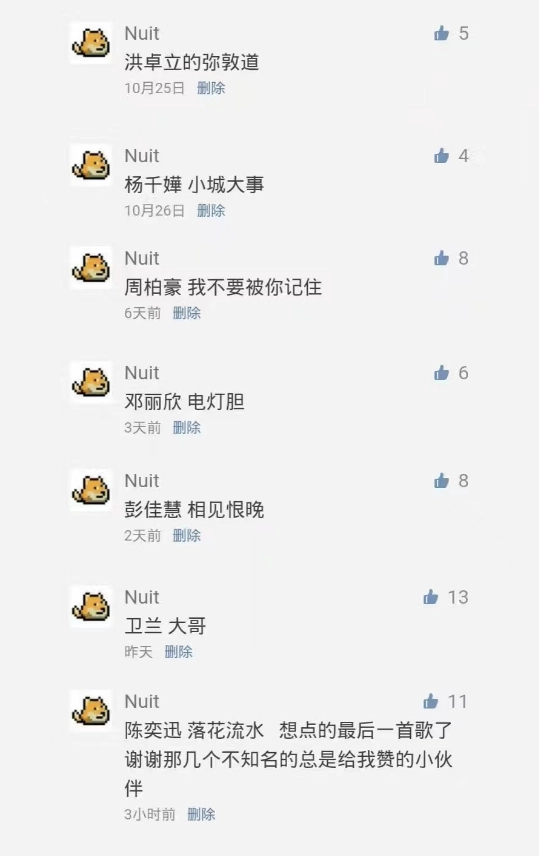 Nuit 5
洪卓立的弥敦道
10月25日 删除
Nuit 4
杨千嬅 小城大事
10月26日 删除
Nuit 8
周柏豪 我不要被你记住
6天前 删除
Nuit 6
邓丽欣 电灯胆
3天前 删除
Nuit 8
彭佳慧 相见恨晚
2天前 删除
Nuit 13
卫兰 大哥
昨天 删除
Nuit 11
陈奕迅 落花流水 想点的最后一首歌了
谢谢那几个不知名的总是给我赞的小伙
伴
3小时前 删除